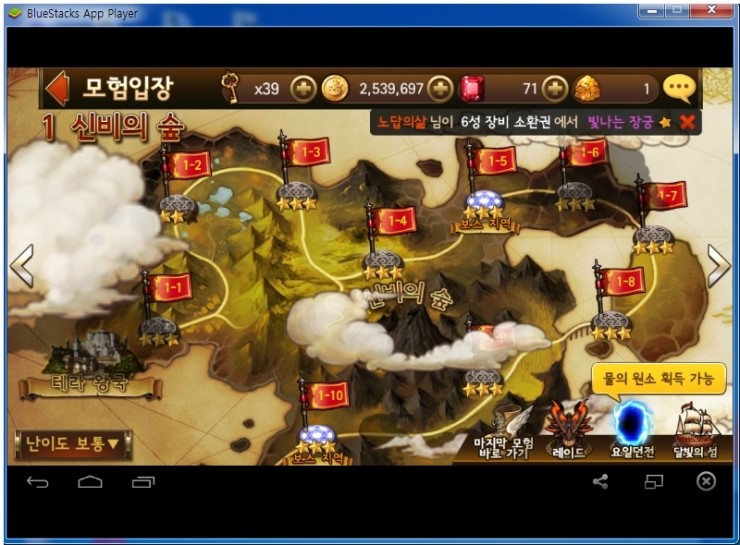 BlueStacks App Player
모험입장
x39
2,539,697
71
1
1 신비의 숲
노답의삶 님이 6성 장비 소환권 에서 빛나는 장궁
1-2
1-3
1-5
1-6
1-7
1-4
보스 지역
1-1
신비의 숲
1-8
테라 왕국
물의 원소 획득 가능
1-10
난이도 보통▼
보스 지역
마지막 모험
바로 가기
레이드
요일던전
달빛의 섬